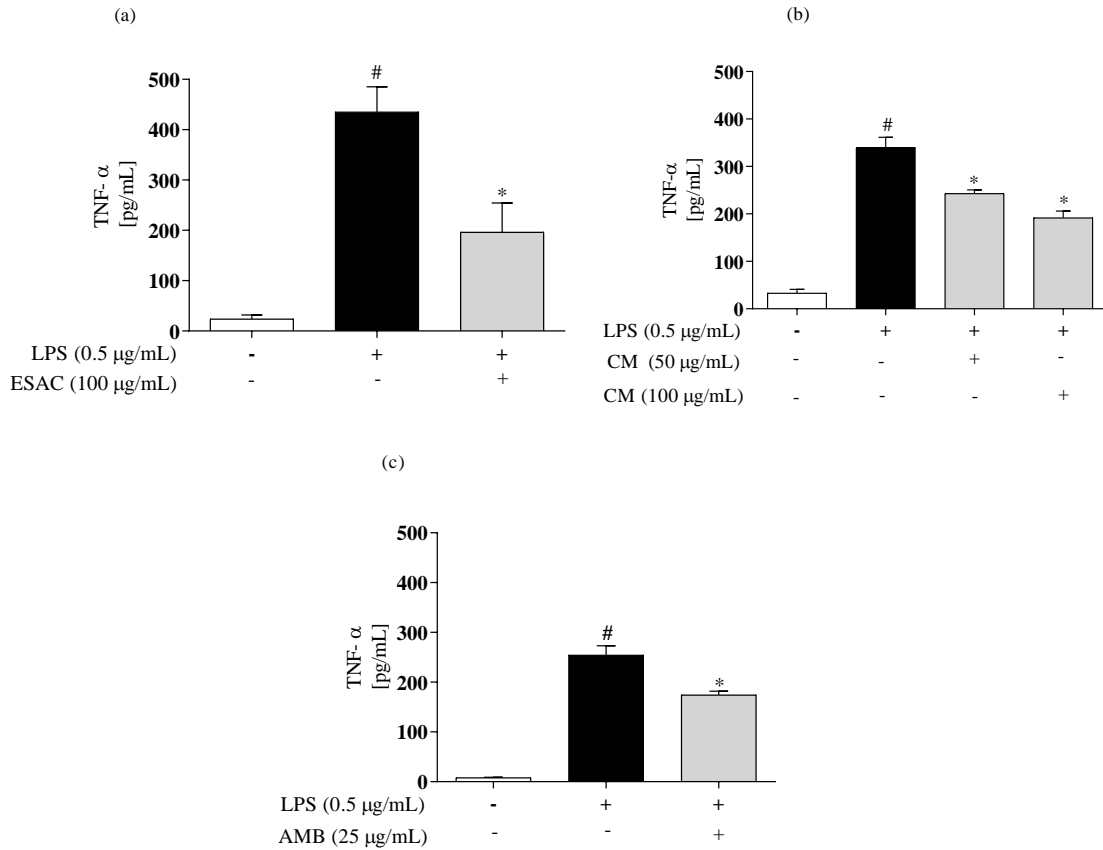 (a)
TNF- α
[pg/mL]
500
400
300
200
100
0
#
*
LPS (0.5 μg/mL) - + +
ESAC (100 μg/mL) - - +
(b)
TNF-α
[pg/mL]
500
400
300
200
100
0
#
*
*
LPS (0.5 μg/mL) - + + +
CM (50 μg/mL) - - + -
CM (100 μg/mL) - - - +
(c)
TNF- α
[pg/mL]
500
400
300
200
100
0
#
*
LPS (0.5 μg/mL) - + +
AMB (25 μg/mL) - - +